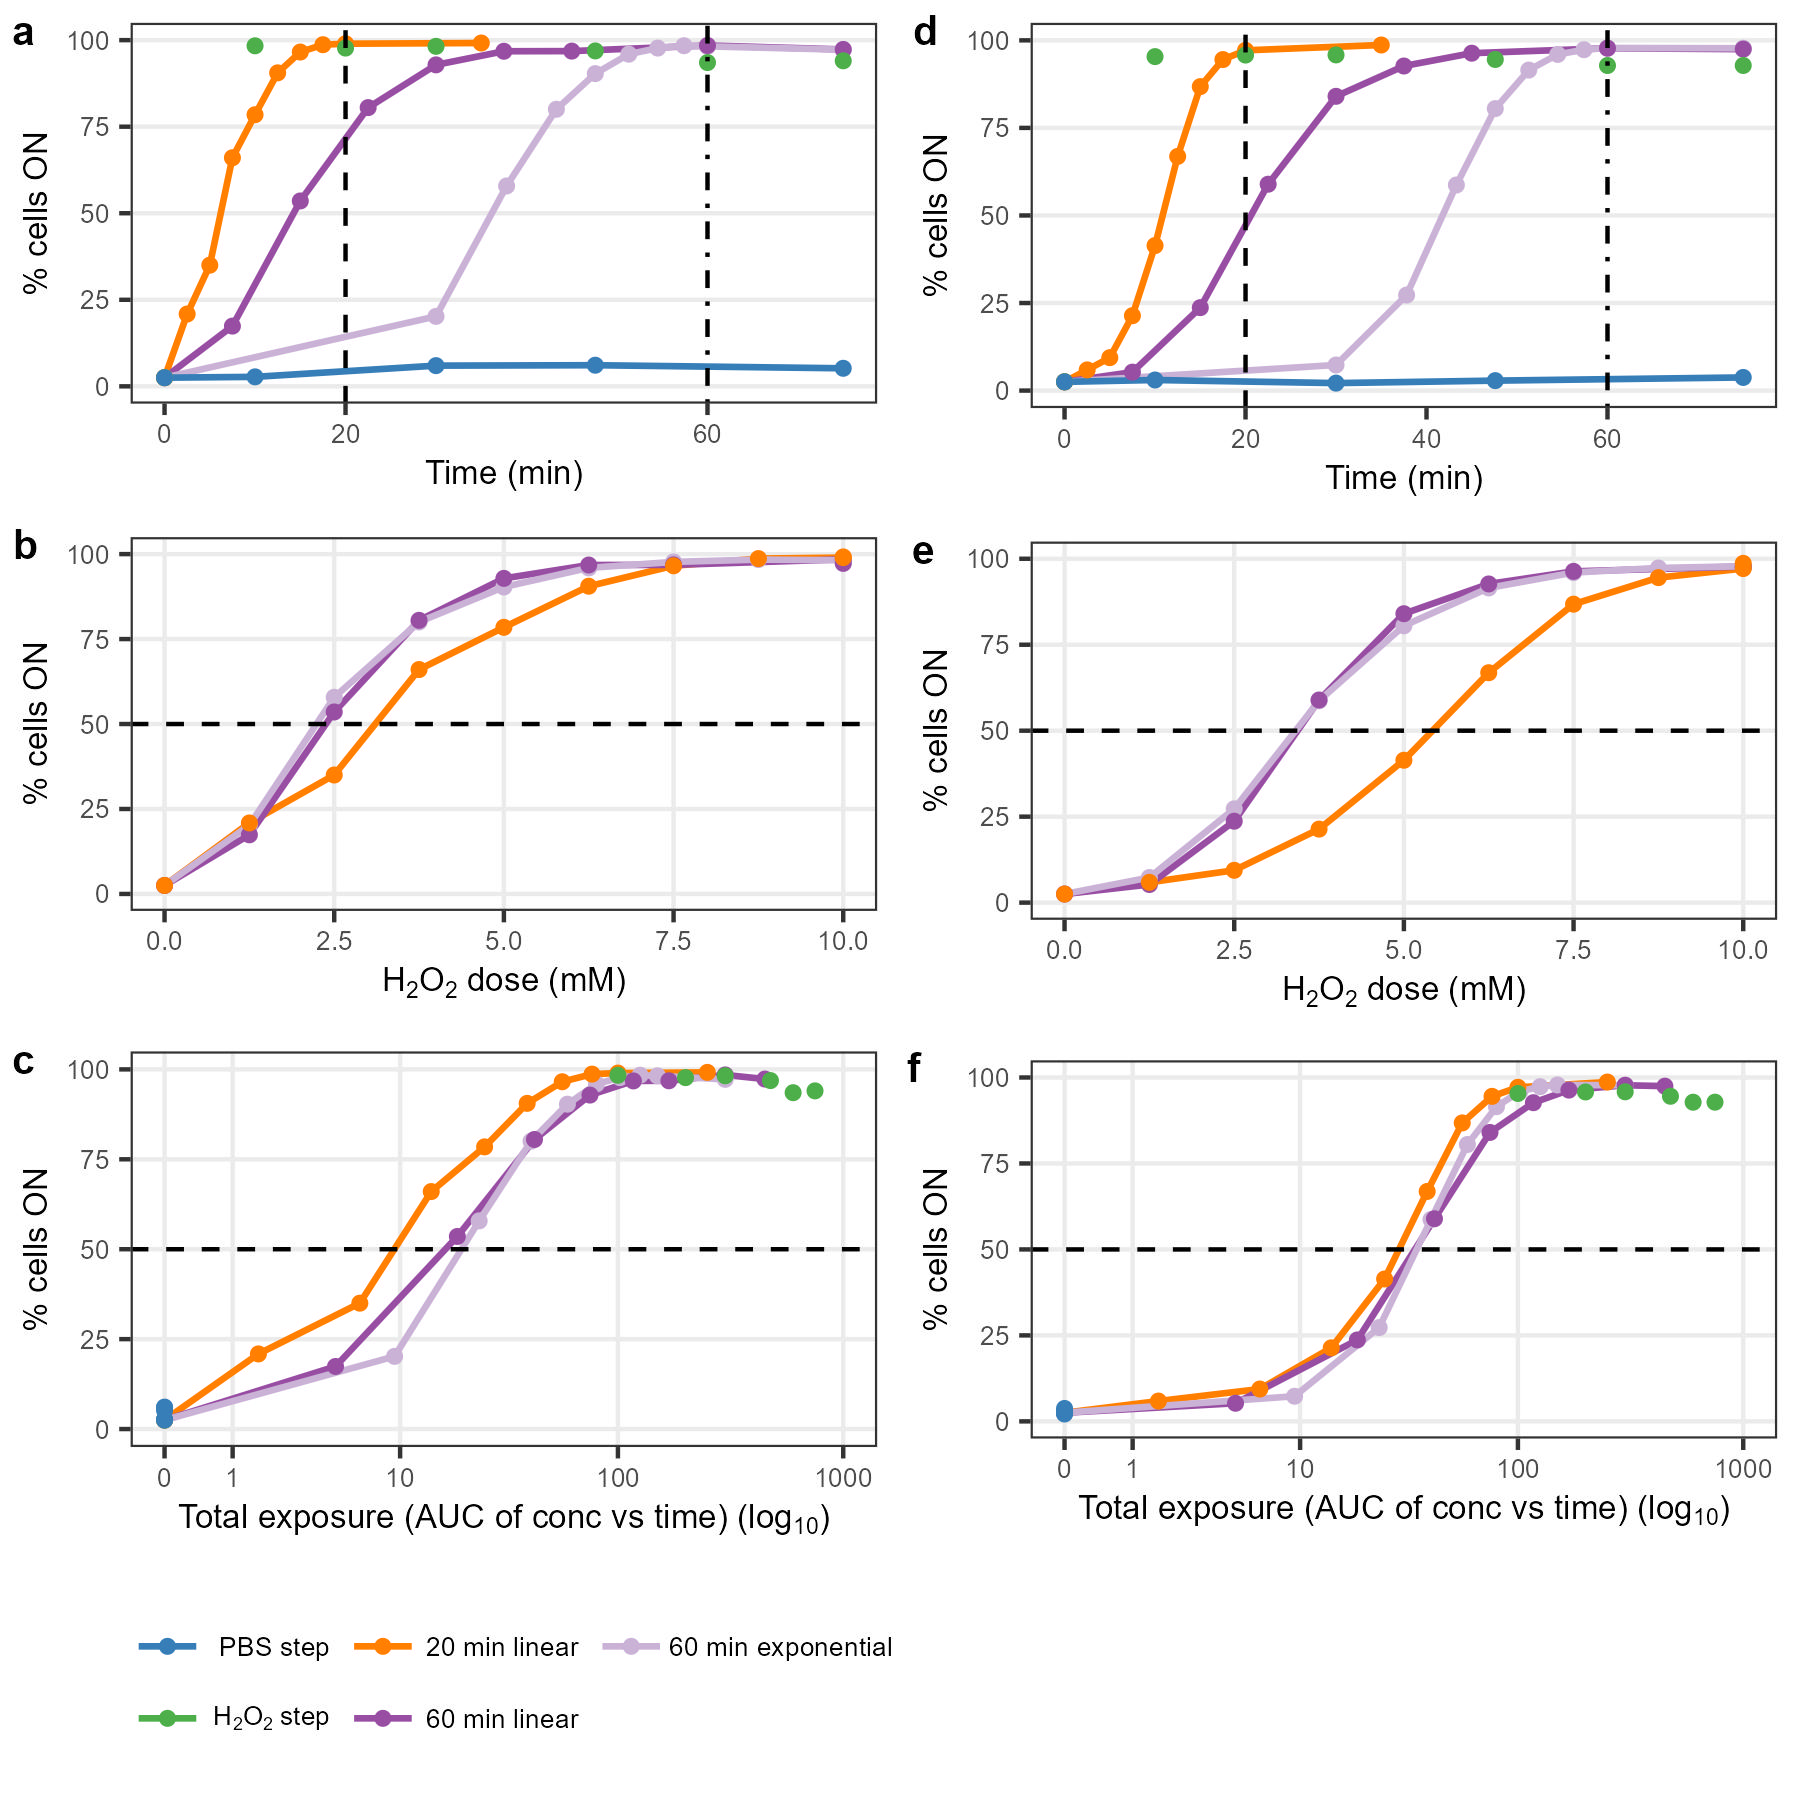 a
100
75
50
25
0
% cells ON
0 20 60
Time (min)
d
100
75
50
25
0
% cells ON
0 20 40 60
Time (min)
b
100
75
50
25
0
% cells ON
0.0 2.5 5.0 7.5 10.0
H₂O₂ dose (mM)
e
100
75
50
25
0
% cells ON
0.0 2.5 5.0 7.5 10.0
H₂O₂ dose (mM)
c
100
75
50
25
0
% cells ON
0 1 10 100 1000
Total exposure (AUC of conc vs time) (log₁₀)
f
100
75
50
25
0
% cells ON
0 1 10 100 1000
Total exposure (AUC of conc vs time) (log₁₀)
PBS step 20 min linear 60 min exponential
H₂O₂ step 60 min linear